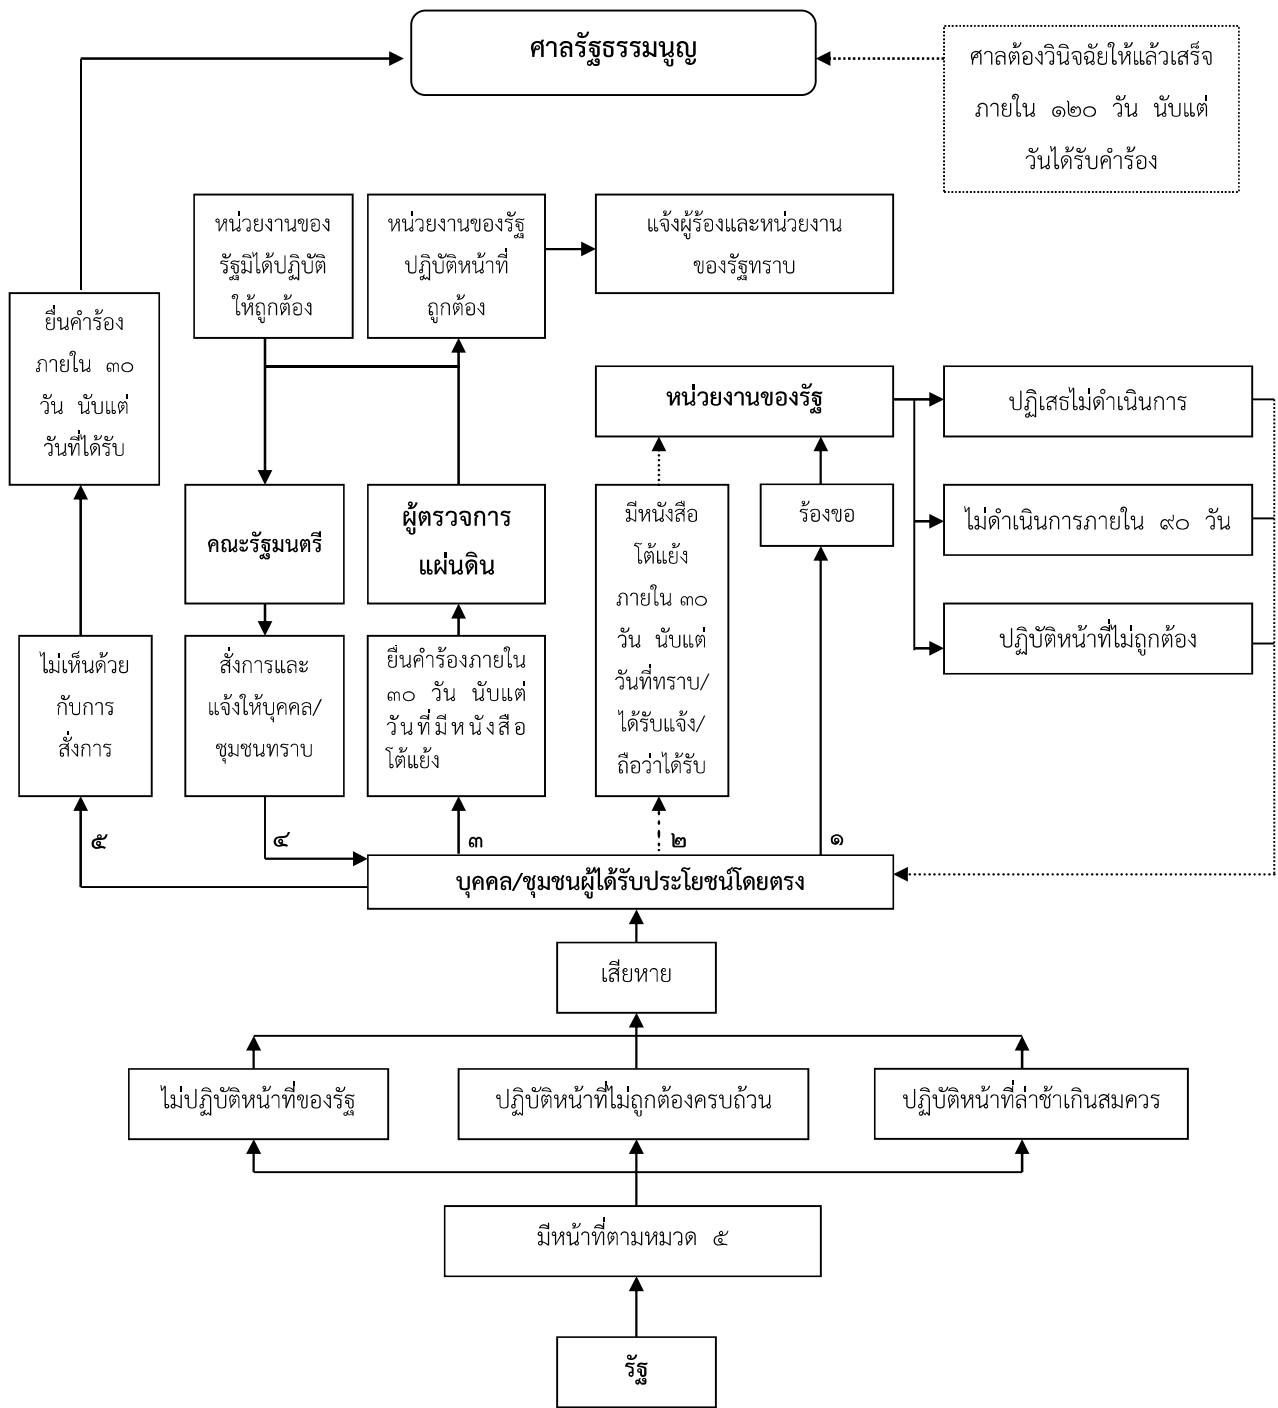 ศาลรัฐธรรมนูญ
ศาลต้องวินิจฉัยให้แล้วเสร็จ
ภายใน ๑๒๐ วัน นับแต่
วันได้รับคำร้อง
หน่วยงานของ
รัฐมิได้ปฏิบัติ
ให้ถูกต้อง
หน่วยงานของรัฐ
ปฏิบัติหน้าที่
ถูกต้อง
แจ้งผู้ร้องและหน่วยงาน
ของรัฐทราบ
ยื่นคำร้อง
ภายใน ๓๐
วัน นับแต่
วันที่ได้รับ
หน่วยงานของรัฐ
ปฏิเสธไม่ดำเนินการ
คณะรัฐมนตรี
ผู้ตรวจการ
แผ่นดิน
มีหนังสือ
โต้แย้ง
ภายใน ๓๐
วัน นับแต่
วันที่ทราบ/
ได้รับแจ้ง/
ถือว่าได้รับ
ร้องขอ
ไม่ดำเนินการภายใน ๙๐ วัน
ปฏิบัติหน้าที่ไม่ถูกต้อง
ไม่เห็นด้วย
กับการ
สั่งการ
สั่งการและ
แจ้งให้บุคคล/
ชุมชนทราบ
ยื่นคำร้องภายใน
๓๐ วัน นับแต่
วันที่มีหนังสือ
โต้แย้ง
๕
๔
๓
๒
๑
บุคคล/ชุมชนผู้ได้รับประโยชน์โดยตรง
เสียหาย
ไม่ปฏิบัติหน้าที่ของรัฐ
ปฏิบัติหน้าที่ไม่ถูกต้องครบถ้วน
ปฏิบัติหน้าที่ล่าช้าเกินสมควร
มีหน้าที่ตามหมวด ๕
รัฐ